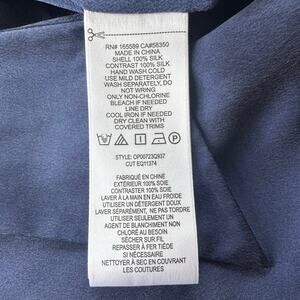 RN# 165589 CA#58350
MADE IN CHINA
SHELL 100% SILK
CONTRAST 100% SILK
HAND WASH COLD
USE MILD DETERGENT
WASH SEPARATELY, DO
NOT WRING
ONLY NON-CHLORINE
BLEACH IF NEEDED
LINE DRY
COOL IRON IF NEEDED
DRY CLEAN WITH
COVERED TRIMS
STYLE: OP00723Q937
CUT EQ11374
FABRIQUÉ EN CHINE
EXTÉRIEUR 100% SOIE
CONTRASTER 100% SOIE
LAVER À LA MAIN EN EAU FROIDE
UTILISER UN DÉTERGENT DOUX
LAVER SÉPARÉMENT, NE PAS TORDRE
UTILISER SEULEMENT UN
AGENT DE BLANCHIMENT NON
CHLORÉ AU BESOIN
SÉCHER SUR FIL
REPASSER À FER TIÈDE
SI NÉCESSAIRE
NETTOYER À SEC EN ENLEVANT
LES COUTURES